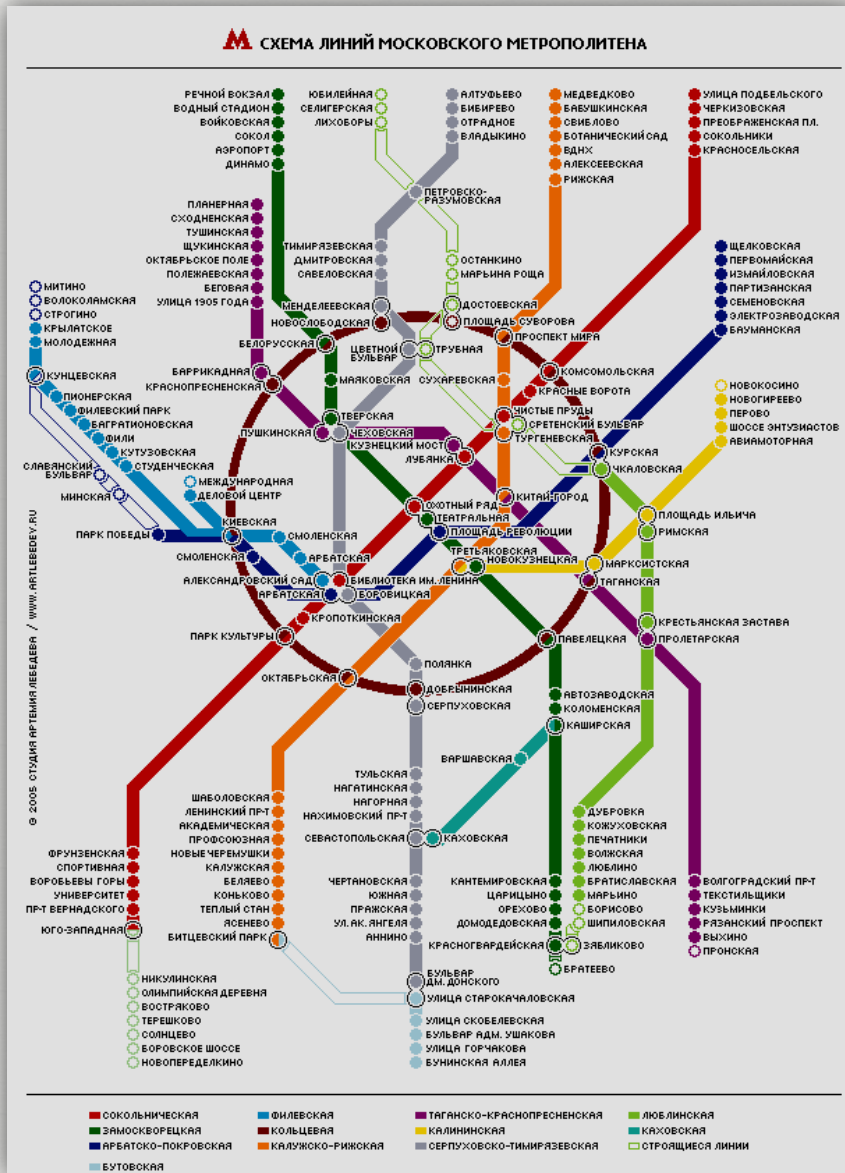 СХЕМА ЛИНИЙ МОСКОВСКОГО МЕТРОПОЛИТЕНА
РЕЧНОЙ ВОКЗАЛ
ВОДНЫЙ СТАДИОН
ВОЙКОВСКАЯ
СОКОЛ
АЭРОПОРТ
ДИНАМО
ЮБИЛЕЙНАЯ
СЕЛИГЕРСКАЯ
ЛИХОБОРЫ
АЛТУФЬЕВО
БИБИРЕВО
ОТРАДНОЕ
ВЛАДЫКИНО
МЕДВЕДКОВО
БАБУШКИНСКАЯ
СВИБЛОВО
БОТАНИЧЕСКИЙ САД
ВДНХ
АЛЕКСЕЕВСКАЯ
РИЖСКАЯ
УЛИЦА ПОДБЕЛЬСКОГО
ЧЕРКИЗОВСКАЯ
ПРЕОБРАЖЕНСКАЯ ПЛ.
СОКОЛЬНИКИ
КРАСНОСЕЛЬСКАЯ
ПЕТРОВСКО-
РАЗУМОВСКАЯ
ПЛАНЕРНАЯ
СХОДНЕНСКАЯ
ТУШИНСКАЯ
ЩУКИНСКАЯ
ОКТЯБРЬСКОЕ ПОЛЕ
ПОЛЕЖАЕВСКАЯ
БЕГОВАЯ
УЛИЦА 1905 ГОДА
ТИМИРЯЗЕВСКАЯ
ДМИТРОВСКАЯ
САВЕЛОВСКАЯ
ОСТАНКИНО
МАРЬИНА РОЩА
ЩЕЛКОВСКАЯ
ПЕРВОМАЙСКАЯ
ИЗМАЙЛОВСКАЯ
ПАРТИЗАНСКАЯ
СЕМЕНОВСКАЯ
ЭЛЕКТРОЗАВОДСКАЯ
БАУМАНСКАЯ
МИТИНО
ВОЛОКОЛАМСКАЯ
СТРОГИНО
КРЫЛАТСКОЕ
МОЛОДЕЖНАЯ
КУНЦЕВСКАЯ
МЕНДЕЛЕЕВСКАЯ
НОВОСЛОБОДСКАЯ
ДОСТОЕВСКАЯ
ПЛОЩАДЬ СУВОРОВА
ПРОСПЕКТ МИРА
БЕЛОРУССКАЯ
ЦВЕТНОЙ
БУЛЬВАР
ТРУБНАЯ
БАРРИКАДНАЯ
КРАСНОПРЕСНЕНСКАЯ
МАЯКОВСКАЯ
СУХАРЕВСКАЯ
КОМСОМОЛЬСКАЯ
КРАСНЫЕ ВОРОТА
НОВОКОСИНО
НОВОГИРЕЕВО
ПЕРОВО
ШОССЕ ЭНТУЗИАСТОВ
АВИАМОТОРНАЯ
ПИОНЕРСКАЯ
ФИЛЕВСКИЙ ПАРК
БАГРАТИОНОВСКАЯ
ФИЛИ
КУТУЗОВСКАЯ
СТУДЕНЧЕСКАЯ
ТВЕРСКАЯ
ПУШКИНСКАЯ
ЧЕХОВСКАЯ
КУЗНЕЦКИЙ МОСТ
ЛУБЯНКА
ЧИСТЫЕ ПРУДЫ
СРЕТЕНСКИЙ БУЛЬВАР
ТУРГЕНЕВСКАЯ
КУРСКАЯ
ЧКАЛОВСКАЯ
СЛАВЯНСКИЙ
БУЛЬВАР
МИНСКАЯ
МЕЖДУНАРОДНАЯ
ДЕЛОВОЙ ЦЕНТР
КИЕВСКАЯ
ПАРК ПОБЕДЫ
СМОЛЕНСКАЯ
СМОЛЕНСКАЯ
АРБАТСКАЯ
ОХОТНЫЙ РЯД
ТЕАТРАЛЬНАЯ
ПЛОЩАДЬ РЕВОЛЮЦИИ
КИТАЙ-ГОРОД
ПЛОЩАДЬ ИЛЬИЧА
РИМСКАЯ
ТРЕТЬЯКОВСКАЯ
НОВОКУЗНЕЦКАЯ
МАРКСИСТСКАЯ
ТАГАНСКАЯ
АЛЕКСАНДРОВСКИЙ САД
БИБЛИОТЕКА ИМ. ЛЕНИНА
АРБАТСКАЯ
БОРОВИЦКАЯ
КРОПОТКИНСКАЯ
ПАРК КУЛЬТУРЫ
КРЕСТЬЯНСКАЯ ЗАСТАВА
ПРОЛЕТАРСКАЯ
ПАВЕЛЕЦКАЯ
ОКТЯБРЬСКАЯ
ПОЛЯНКА
ДОБРЫНИНСКАЯ
СЕРПУХОВСКАЯ
АВТОЗАВОДСКАЯ
КОЛОМЕНСКАЯ
КАШИРСКАЯ
ВАРШАВСКАЯ
© 2005 СТУДИЯ АРТЕМИЯ ЛЕБЕДЕВА / WWW.ARTLEBEDEV.RU
ТУЛЬСКАЯ
НАГАТИНСКАЯ
НАГОРНАЯ
НАХИМОВСКИЙ ПР-Т
СЕВАСТОПОЛЬСКАЯ
КАХОВСКАЯ
ШАБОЛОВСКАЯ
ЛЕНИНСКИЙ ПР-Т
АКАДЕМИЧЕСКАЯ
ПРОФСОЮЗНАЯ
НОВЫЕ ЧЕРЕМУШКИ
КАЛУЖСКАЯ
БЕЛЯЕВО
КОНЬКОВО
ТЕПЛЫЙ СТАН
ЯСЕНЕВО
БИТЦЕВСКИЙ ПАРК
ДУБРОВКА
КОЖУХОВСКАЯ
ПЕЧАТНИКИ
ВОЛЖСКАЯ
ЛЮБЛИНО
БРАТИСЛАВСКАЯ
МАРЬИНО
БОРИСОВО
ШИПИЛОВСКАЯ
ЗЯБЛИКОВО
ФРУНЗЕНСКАЯ
СПОРТИВНАЯ
ВОРОБЬЕВЫ ГОРЫ
УНИВЕРСИТЕТ
ПР-Т ВЕРНАДСКОГО
ЮГО-ЗАПАДНАЯ
ЧЕРТАНОВСКАЯ
ЮЖНАЯ
ПРАЖСКАЯ
УЛ. АК. ЯНГЕЛЯ
АННИНО
БУЛЬВАР
ДМ. ДОНСКОГО
УЛИЦА СТАРОКАЧАЛОВСКАЯ
КАНТЕМИРОВСКАЯ
ЦАРИЦЫНО
ОРЕХОВО
ДОМОДЕДОВСКАЯ
КРАСНОГВАРДЕЙСКАЯ
БРАТЕЕВО
ВОЛГОГРАДСКИЙ ПР-Т
ТЕКСТИЛЬЩИКИ
КУЗЬМИНКИ
РЯЗАНСКИЙ ПРОСПЕКТ
ВЫХИНО
ПРОНСКАЯ
НИКУЛИНСКАЯ
ОЛИМПИЙСКАЯ ДЕРЕВНЯ
ВОСТРЯКОВО
ТЕРЕШКОВО
СОЛНЦЕВО
БОРОВСКОЕ ШОССЕ
НОВОПЕРЕДЕЛКИНО
УЛИЦА СКОБЕЛЕВСКАЯ
БУЛЬВАР АДМ. УШАКОВА
УЛИЦА ГОРЧАКОВА
БУНИНСКАЯ АЛЛЕЯ
СОКОЛЬНИЧЕСКАЯ
ЗАМОСКВОРЕЦКАЯ
АРБАТСКО-ПОКРОВСКАЯ
БУТОВСКАЯ
ФИЛЕВСКАЯ
КОЛЬЦЕВАЯ
КАЛУЖСКО-РИЖСКАЯ
ТАГАНСКО-КРАСНОПРЕСНЕНСКАЯ
КАЛИНИНСКАЯ
СЕРПУХОВСКО-ТИМИРЯЗЕВСКАЯ
ЛЮБЛИНСКАЯ
КАХОВСКАЯ
СТРОЯЩИЕСЯ ЛИНИИ